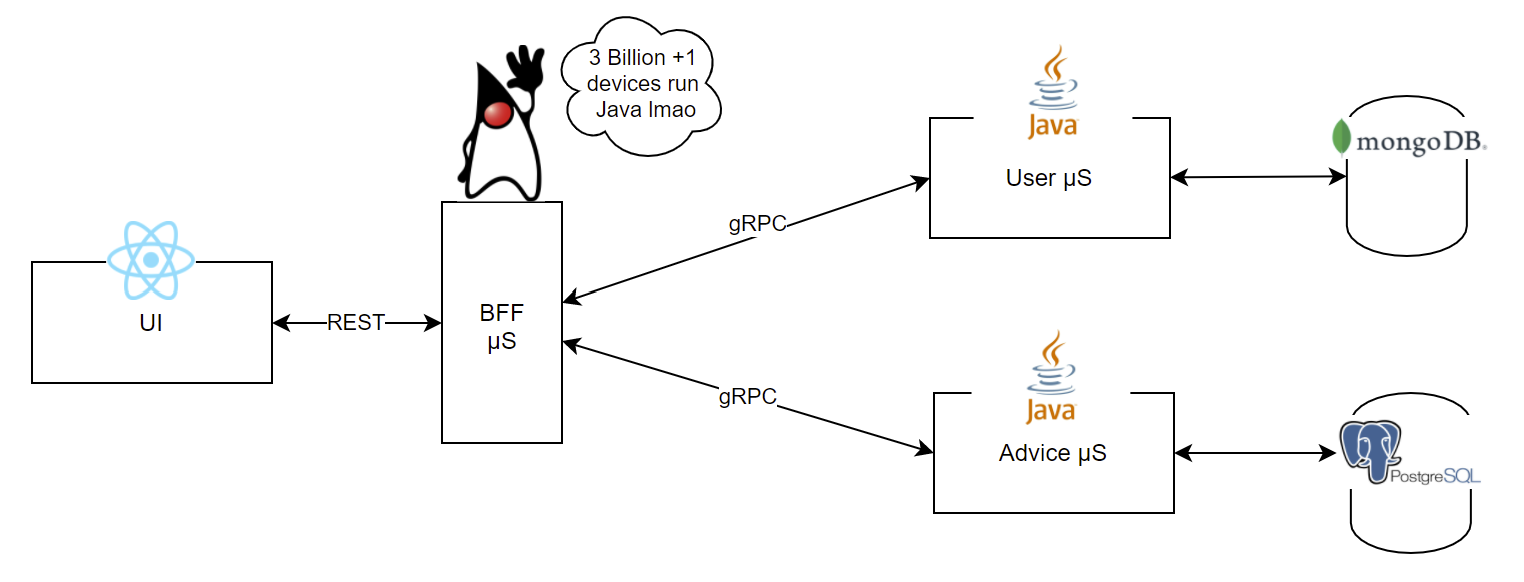 3 Billion +1
devices run
Java lmao
UI
REST
BFF
µS
gRPC
gRPC
Java
User µS
mongoDB®
Java
Advice µS
PostgreSQL